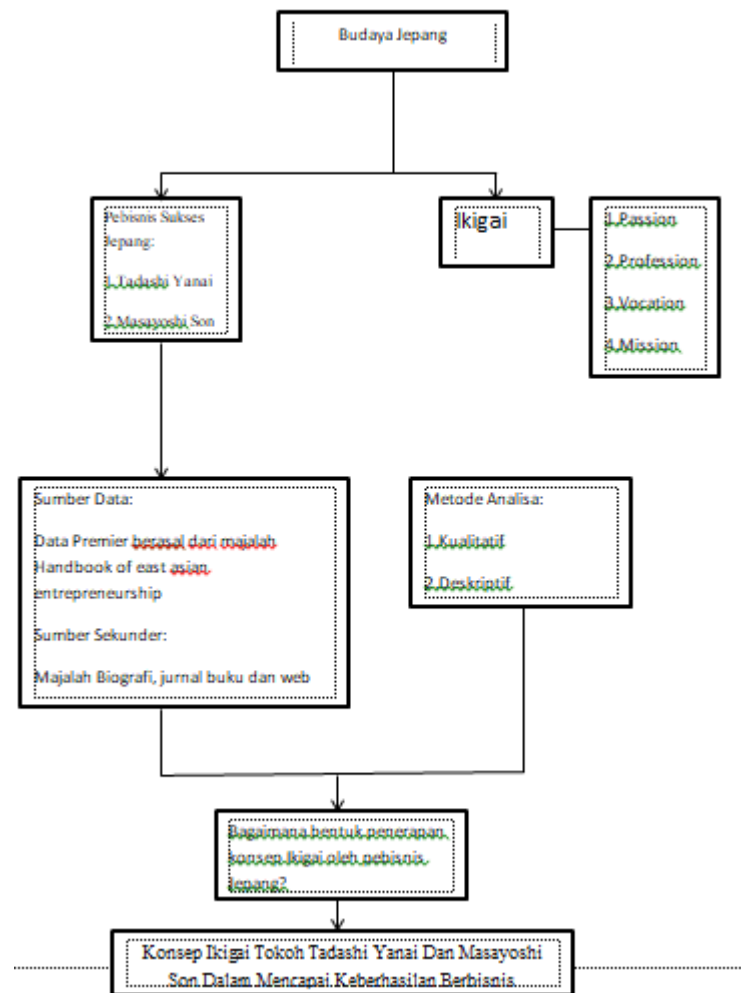 Budaya Jepang
Pebisnis Sukses
Jepang:
1.Tadashi Yanai
2.Masayoshi Son
Ikigai
1.Passion
2.Profession
3.Vocation
4.Mission
Sumber Data:
Data Premier berasal dari majalah
Handbook of east asian
entrepreneurship
Sumber Sekunder:
Majalah Biografi, jurnal buku dan web
Metode Analisa:
1.Kualitatif
2.Deskriptif
Bagaimana bentuk penerapan
konsep Ikigai oleh pebisnis
Jepang?
Konsep Ikigai Tokoh Tadashi Yanai Dan Masayoshi
Son Dalam Mencapai Keberhasilan Berbisnis